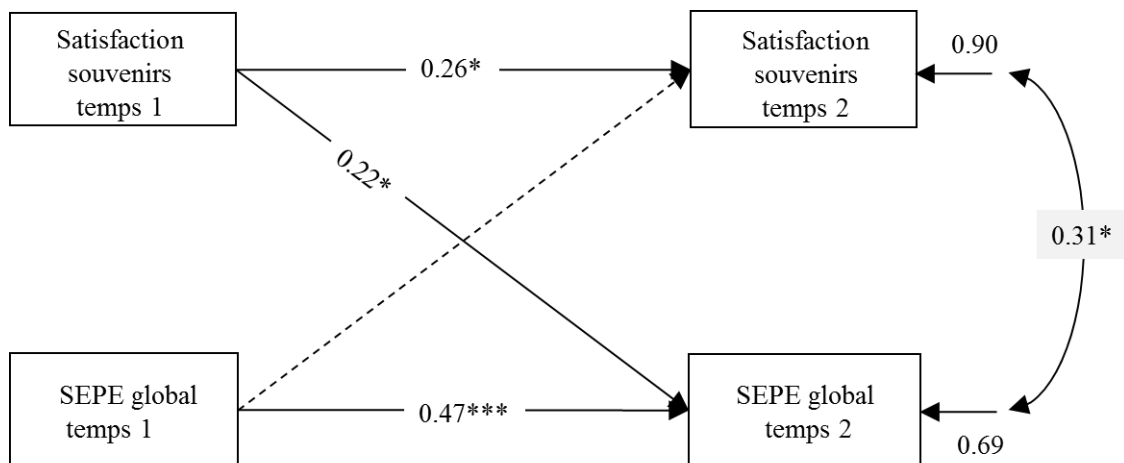 Satisfaction
souvenirs
temps 1
0.26*
Satisfaction
souvenirs
temps 2
0.90
0.22*
0.31*
SEPE global
temps 1
0.47***
SEPE global
temps 2
0.69